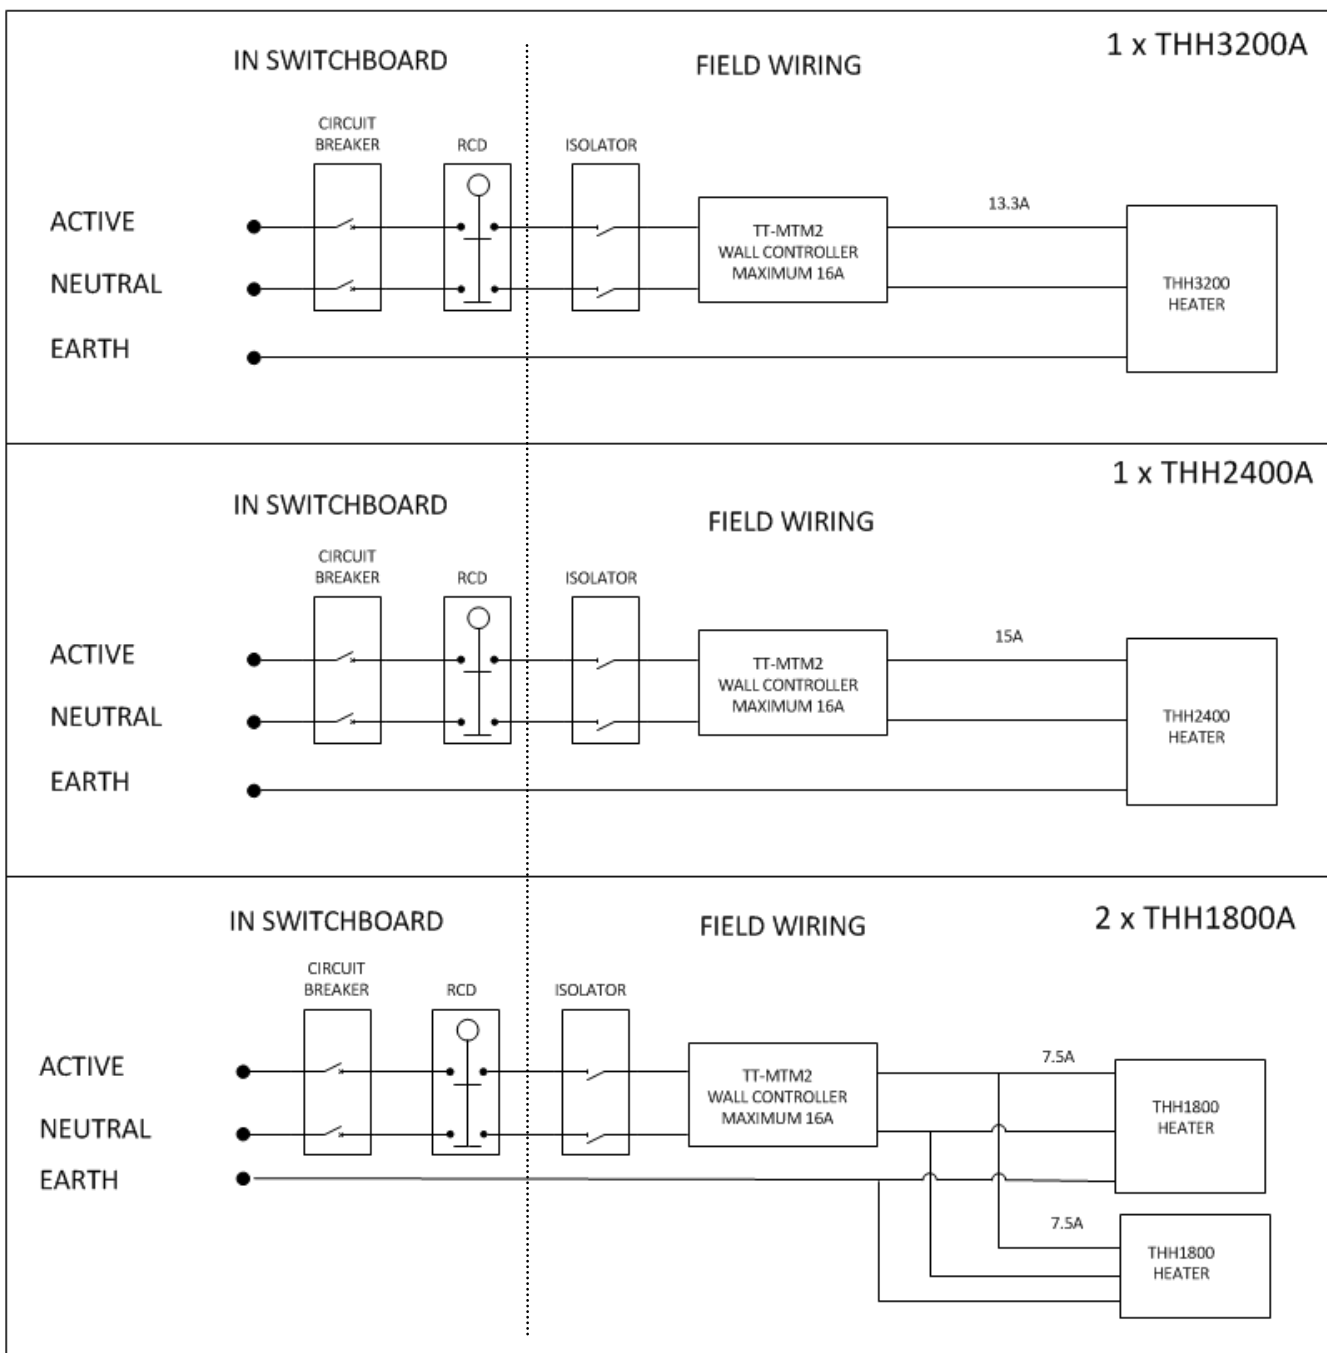 1 x THH3200A
IN SWITCHBOARD
FIELD WIRING
CIRCUIT
BREAKER
RCD
ISOLATOR
ACTIVE
NEUTRAL
EARTH
TT-MTM2
WALL CONTROLLER
MAXIMUM 16A
13.3A
THH3200
HEATER
1 x THH2400A
IN SWITCHBOARD
FIELD WIRING
CIRCUIT
BREAKER
RCD
ISOLATOR
ACTIVE
NEUTRAL
EARTH
TT-MTM2
WALL CONTROLLER
MAXIMUM 16A
15A
THH2400
HEATER
2 x THH1800A
IN SWITCHBOARD
FIELD WIRING
CIRCUIT
BREAKER
RCD
ISOLATOR
ACTIVE
NEUTRAL
EARTH
TT-MTM2
WALL CONTROLLER
MAXIMUM 16A
7.5A
THH1800
HEATER
7.5A
THH1800
HEATER